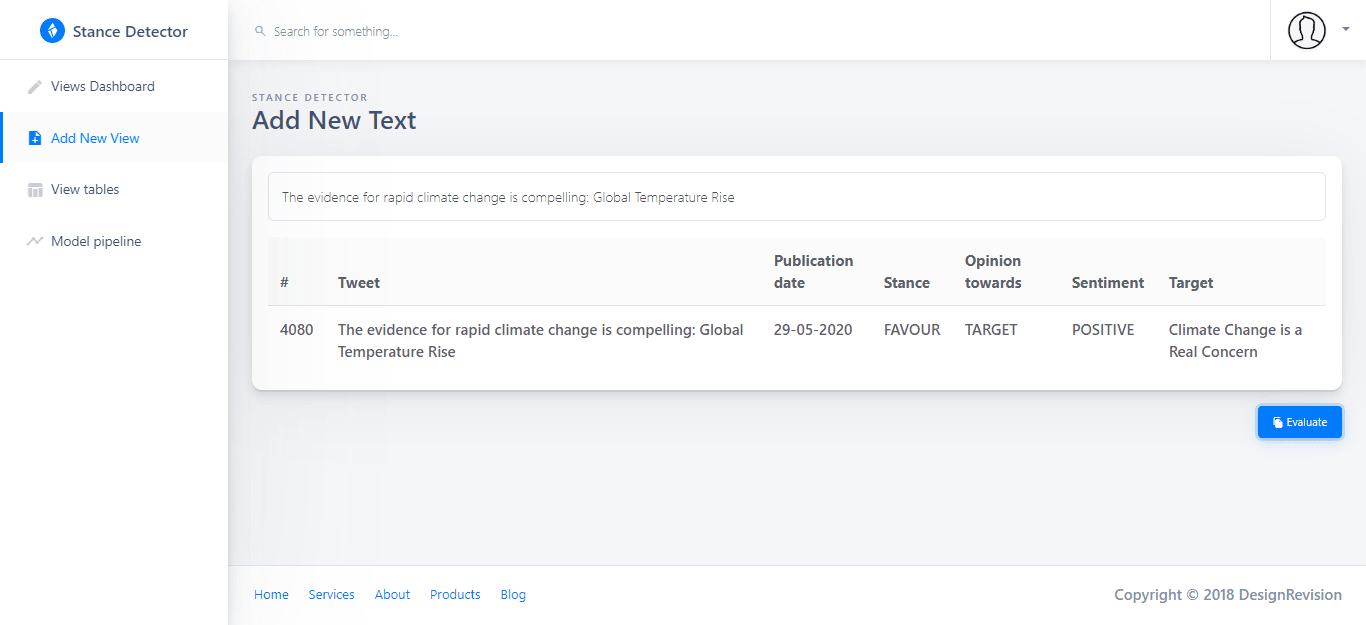 Stance Detector
Search for something...
Views Dashboard
Add New View
View tables
Model pipeline
STANCE DETECTOR
Add New Text
The evidence for rapid climate change is compelling: Global Temperature Rise
# Tweet Publication date Stance Opinion towards Sentiment Target
4080 The evidence for rapid climate change is compelling: Global Temperature Rise 29-05-2020 FAVOUR TARGET POSITIVE Climate Change is a Real Concern
Evaluate
Home Services About Products Blog
Copyright © 2018 DesignRevision